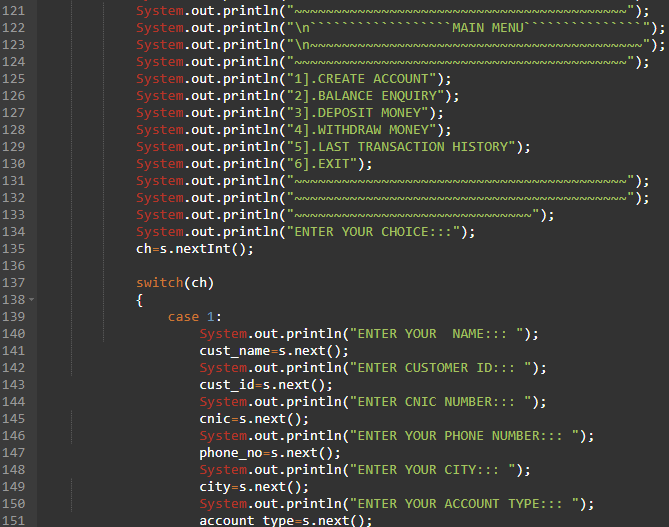 121 System.out.println("~~~~~~~~~~~~~~~~~~~~~~~~~~~~~~~~~~~~~~~~~~");
122 System.out.println("\n``````````````````MAIN MENU```````````````");
123 System.out.println("\n~~~~~~~~~~~~~~~~~~~~~~~~~~~~~~~~~~~~~~~~~~");
124 System.out.println("~~~~~~~~~~~~~~~~~~~~~~~~~~~~~~~~~~~~~~~~~~");
125 System.out.println("1].CREATE ACCOUNT");
126 System.out.println("2].BALANCE ENQUIRY");
127 System.out.println("3].DEPOSIT MONEY");
128 System.out.println("4].WITHDRAW MONEY");
129 System.out.println("5].LAST TRANSACTION HISTORY");
130 System.out.println("6].EXIT");
131 System.out.println("~~~~~~~~~~~~~~~~~~~~~~~~~~~~~~~~~~~~~~~~~~");
132 System.out.println("~~~~~~~~~~~~~~~~~~~~~~~~~~~~~~~~~~~~~~~~~~");
133 System.out.println("~~~~~~~~~~~~~~~~~~~~~~~~~~~~~~");
134 System.out.println("ENTER YOUR CHOICE:::");
135 ch=s.nextInt();
136
137 switch(ch)
138 {
139 case 1:
140 System.out.println("ENTER YOUR  NAME::: ");
141 cust_name=s.next();
142 System.out.println("ENTER CUSTOMER ID::: ");
143 cust_id=s.next();
144 System.out.println("ENTER CNIC NUMBER::: ");
145 cnic=s.next();
146 System.out.println("ENTER YOUR PHONE NUMBER::: ");
147 phone_no=s.next();
148 System.out.println("ENTER YOUR CITY::: ");
149 city=s.next();
150 System.out.println("ENTER YOUR ACCOUNT TYPE::: ");
151 account_type=s.next();